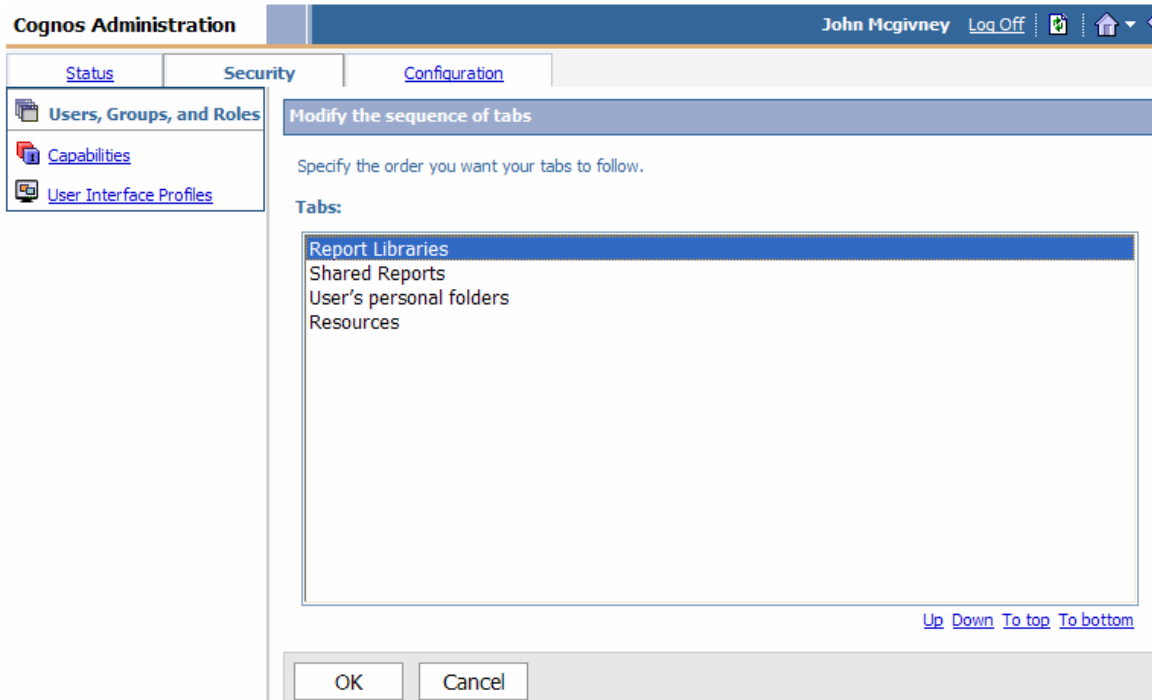 Cognos Administration
John Mcgivney Log Off
Status Security Configuration
Users, Groups, and Roles
Capabilities
User Interface Profiles
Modify the sequence of tabs
Specify the order you want your tabs to follow.
Tabs:
Report Libraries
Shared Reports
User's personal folders
Resources
Up Down To top To bottom
OK Cancel